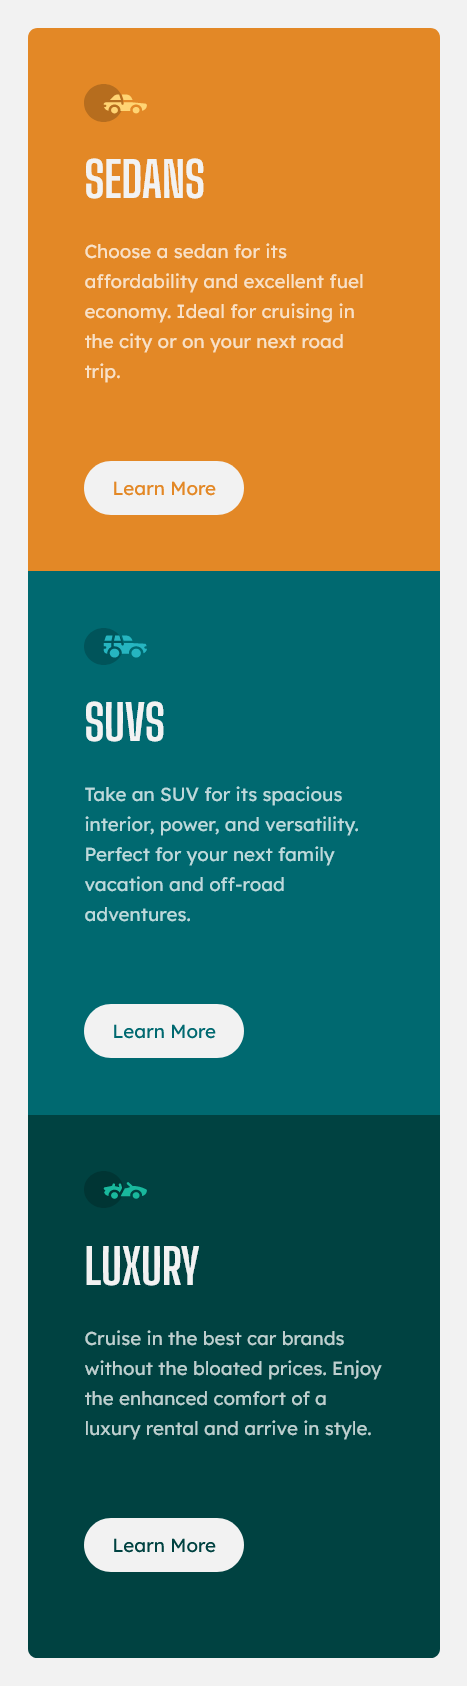 SEDANS
Choose a sedan for its
affordability and excellent fuel
economy. Ideal for cruising in
the city or on your next road
trip.
Learn More
SUVS
Take an SUV for its spacious
interior, power, and versatility.
Perfect for your next family
vacation and off-road
adventures.
Learn More
LUXURY
Cruise in the best car brands
without the bloated prices. Enjoy
the enhanced comfort of a
luxury rental and arrive in style.
Learn More